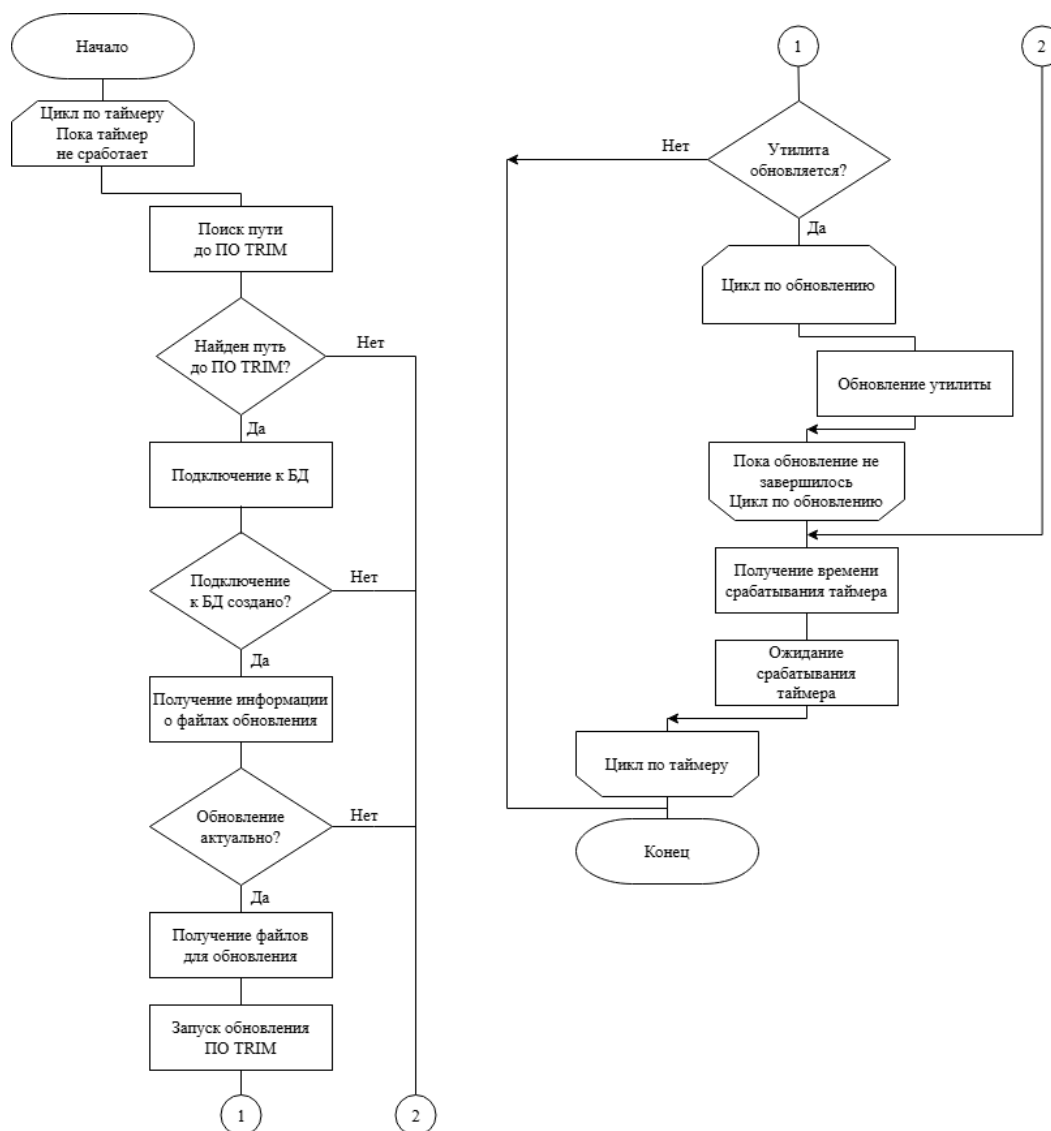 Начало
Цикл по таймеру
Пока таймер
не сработает
Поиск пути
до ПО TRIM
Найден путь
до ПО TRIM?
Нет
Да
Подключение к БД
Подключение
к БД создано?
Нет
Да
Получение информации
о файлах обновления
Обновление
актуально?
Нет
Да
Получение файлов
для обновления
Запуск обновления
ПО TRIM
1
2
1
2
Утилита
обновляется?
Нет
Да
Цикл по обновлению
Обновление утилиты
Пока обновление не
завершилось
Цикл по обновлению
Получение времени
срабатывания таймера
Ожидание
срабатывания
таймера
Цикл по таймеру
Конец